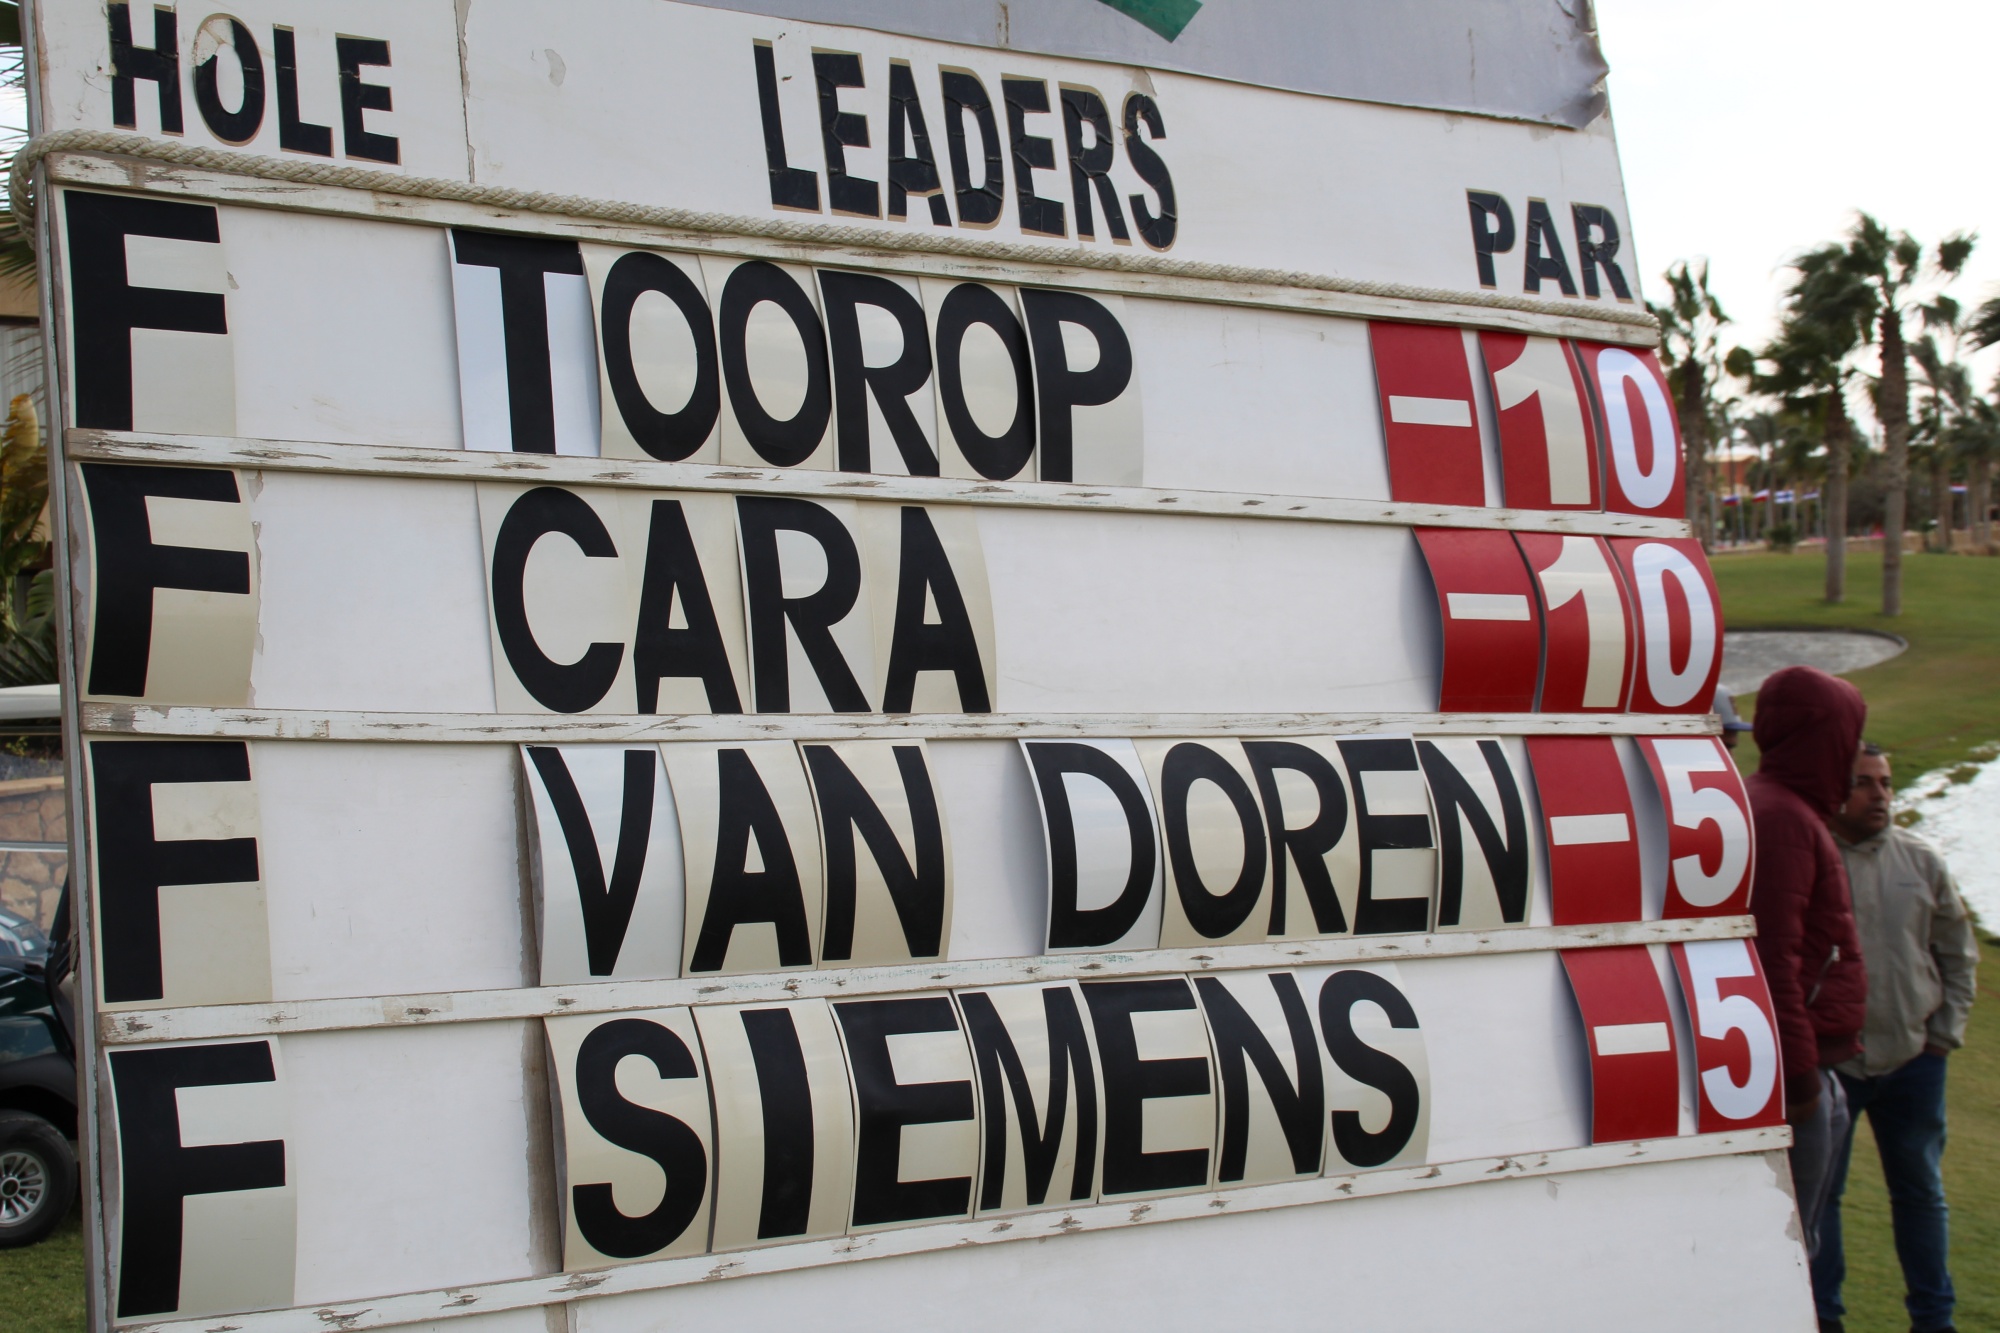 HOLE LEADERS PAR
F TOOROP -10
F CARA -10
F VAN DOREN -5
F SIEMENS -5